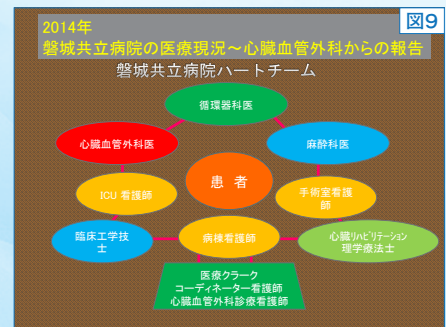 図9
2014年
磐城共立病院の医療現況～心臓血管外科からの報告
磐城共立病院ハートチーム
循環器科医
心臓血管外科医
麻酔科医
患 者
ICU 看護師
手術室看護
師
臨床工学技
士
病棟看護師
心臓ﾘﾊﾋﾞﾘﾃｰｼｮﾝ
理学療法士
医療クラーク
コーディネーター看護師
心臓血管外科診療看護師